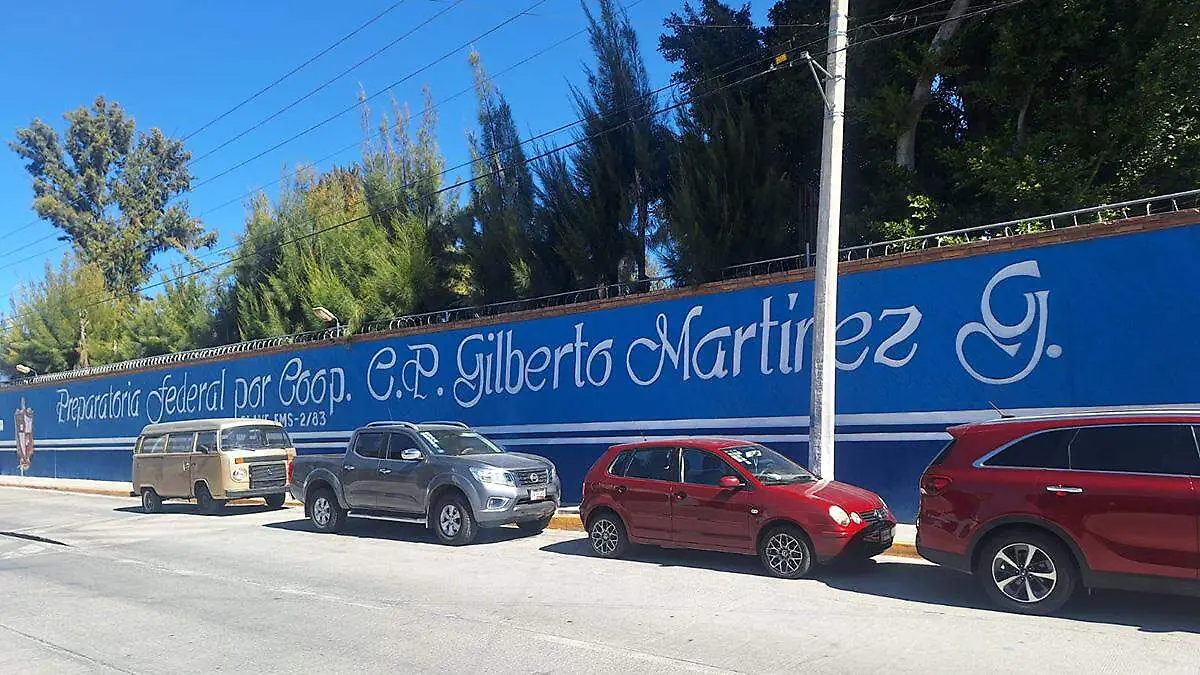 Preparatoria Federal por Coop. C.P. Gilberto Martínez G.
CLAVE EMS-2/83